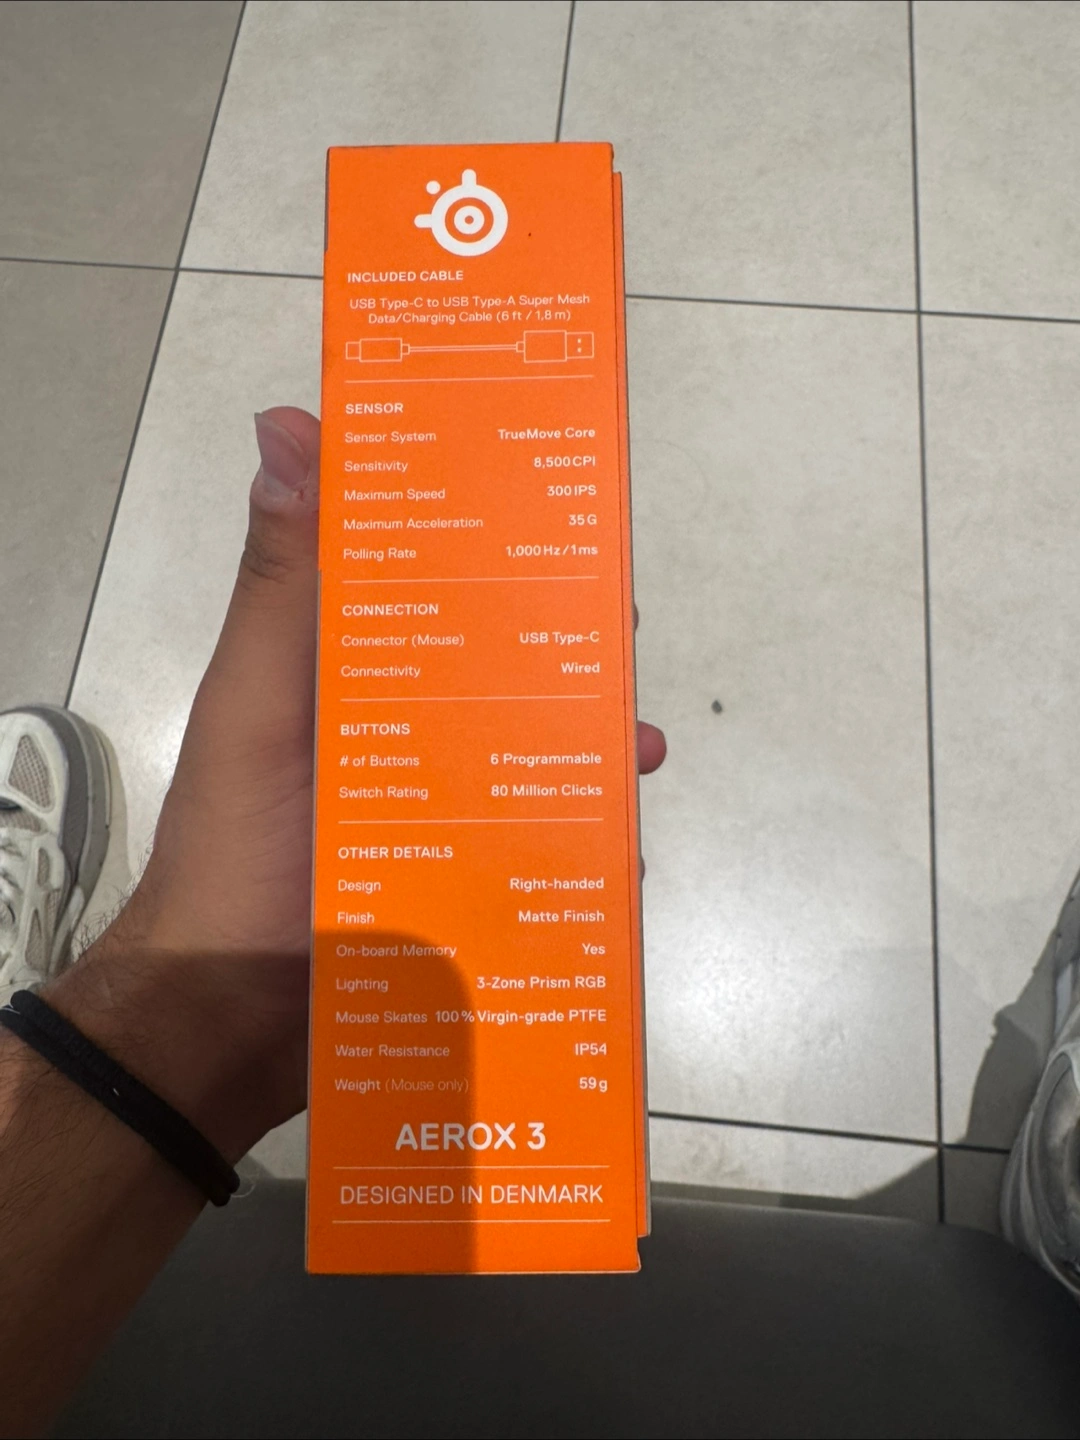 INCLUDED CABLE
USB Type-C to USB Type-A Super Mesh
Data/Charging Cable (6 ft / 1,8 m)
SENSOR
Sensor System TrueMove Core
Sensitivity 8,500 CPI
Maximum Speed 300 IPS
Maximum Acceleration 35 G
Polling Rate 1,000 Hz / 1 ms
CONNECTION
Connector (Mouse) USB Type-C
Connectivity Wired
BUTTONS
# of Buttons 6 Programmable
Switch Rating 80 Million Clicks
OTHER DETAILS
Design Right-handed
Finish Matte Finish
On-board Memory Yes
Lighting 3-Zone Prism RGB
Mouse Skates 100% Virgin-grade PTFE
Water Resistance IP54
Weight (Mouse only) 59 g
AEROX 3
DESIGNED IN DENMARK